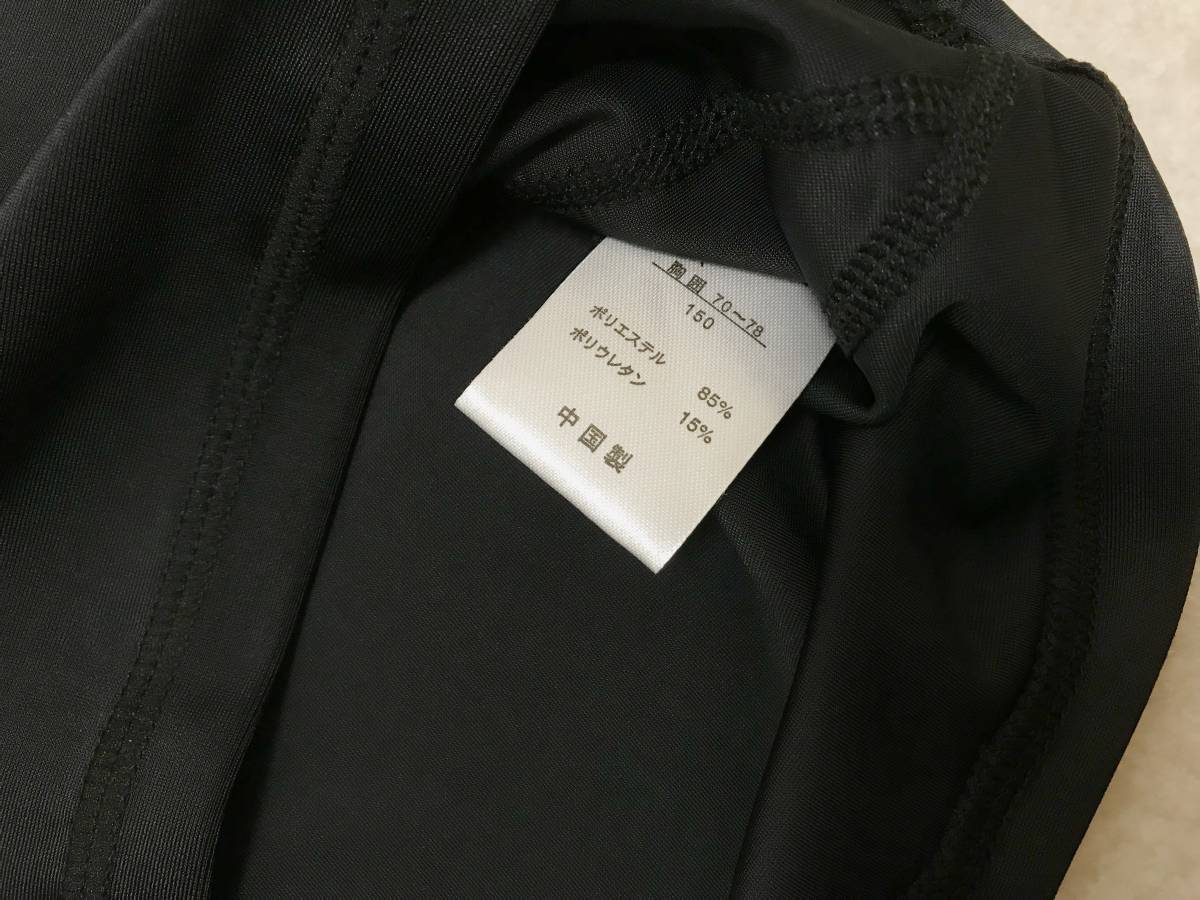 胸囲 70～78
150
ポリエステル 85%
ポリウレタン 15%
中国製